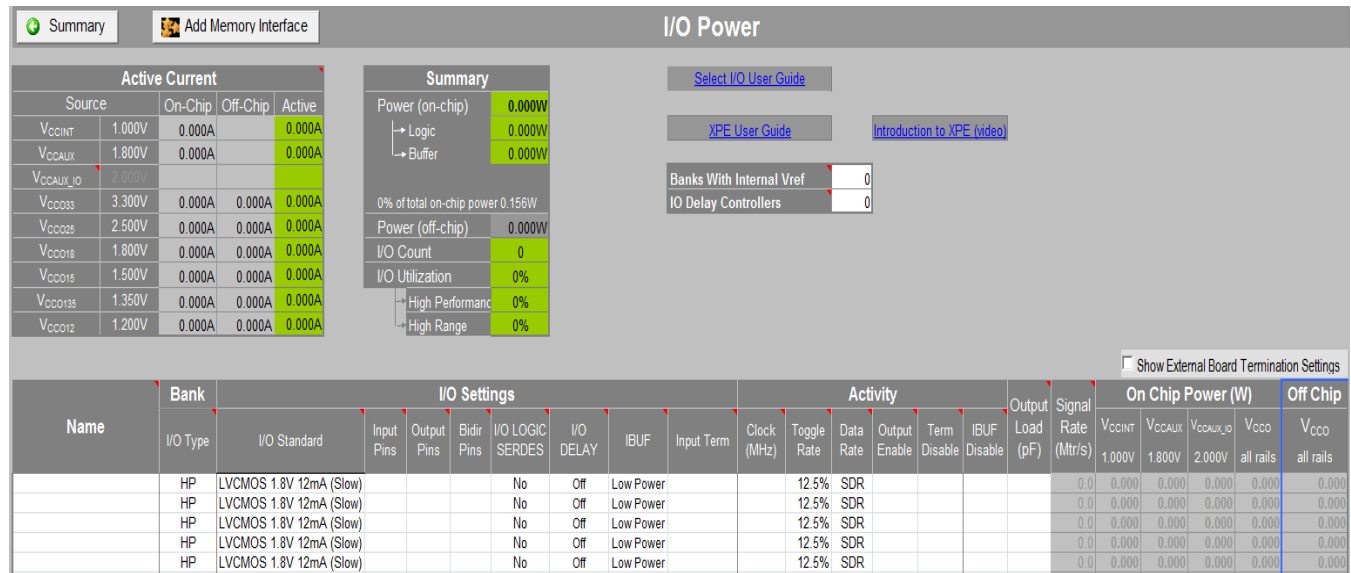 Summary
Add Memory Interface
I/O Power
Active Current
Source On-Chip Off-Chip Active
VCCINT 1.000V 0.000A 0.000A
VCCAUX 1.800V 0.000A 0.000A
VCCAUX_IO 2.000V
VCCO33 3.300V 0.000A 0.000A 0.000A
VCCO25 2.500V 0.000A 0.000A 0.000A
VCCO18 1.800V 0.000A 0.000A 0.000A
VCCO15 1.500V 0.000A 0.000A 0.000A
VCCO135 1.350V 0.000A 0.000A 0.000A
VCCO12 1.200V 0.000A 0.000A 0.000A
Summary
Power (on-chip) 0.000W
Logic 0.000W
Buffer 0.000W
0% of total on-chip power 0.156W
Power (off-chip) 0.000W
I/O Count 0
I/O Utilization 0%
High Performanc 0%
High Range 0%
Select I/O User Guide
XPE User Guide
Introduction to XPE (video)
Banks With Internal Vref 0
IO Delay Controllers 0
Show External Board Termination Settings
Name
Bank
I/O Type
I/O Settings
I/O Standard
Input
Pins
Output
Pins
Bidir
Pins
I/O LOGIC
SERDES
I/O
DELAY
IBUF
Input Term
Activity
Clock
(MHz)
Toggle
Rate
Data
Rate
Output
Enable
Term
Disable
IBUF
Disable
Output
Load
(pF)
Signal
Rate
(Mtr/s)
On Chip Power (W)
VCCINT
1.000V
VCCAUX
1.800V
VCCAUX_IO
2.000V
VCCO
all rails
Off Chip
VCCO
all rails
HP LVCMOS 1.8V 12mA (Slow) No Off Low Power 12.5% SDR 0.0 0.000 0.000 0.000 0.000 0.000
HP LVCMOS 1.8V 12mA (Slow) No Off Low Power 12.5% SDR 0.0 0.000 0.000 0.000 0.000 0.000
HP LVCMOS 1.8V 12mA (Slow) No Off Low Power 12.5% SDR 0.0 0.000 0.000 0.000 0.000 0.000
HP LVCMOS 1.8V 12mA (Slow) No Off Low Power 12.5% SDR 0.0 0.000 0.000 0.000 0.000 0.000
HP LVCMOS 1.8V 12mA (Slow) No Off Low Power 12.5% SDR 0.0 0.000 0.000 0.000 0.000 0.000